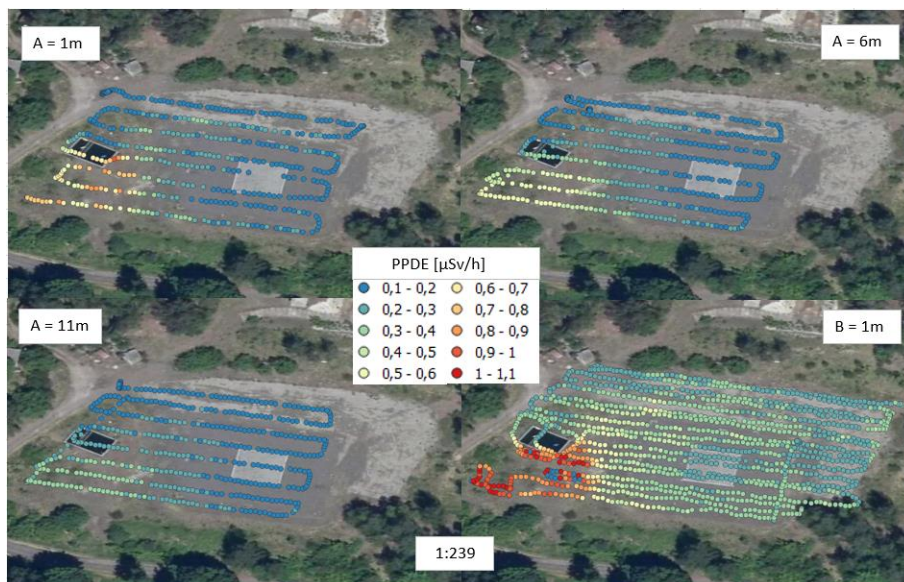 A = 1m
A = 6m
PPDE [µSv/h]
0,1 - 0,2
0,6 - 0,7
0,2 - 0,3
0,7 - 0,8
0,3 - 0,4
0,8 - 0,9
0,4 - 0,5
0,9 - 1
0,5 - 0,6
1 - 1,1
A = 11m
B = 1m
1:239